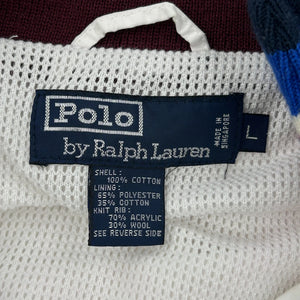 Polo
by Ralph Lauren
MADE IN
SINGAPORE
L
SHELL:
100% COTTON
LINING:
65% POLYESTER
35% COTTON
KNIT RIB:
70% ACRYLIC
30% WOOL
SEE REVERSE SIDE